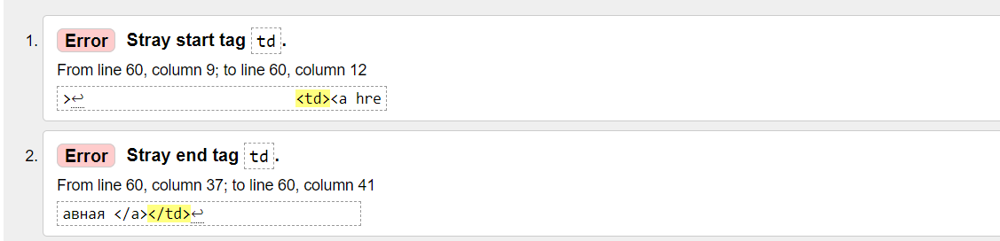 1. Error Stray start tag td.
From line 60, column 9; to line 60, column 12
>↩ <td><a hre
2. Error Stray end tag td.
From line 60, column 37; to line 60, column 41
авная </a></td>↩